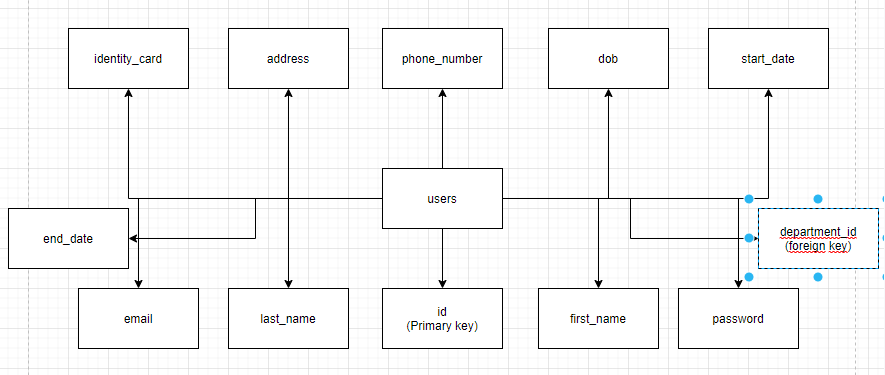 identity_card
address
phone_number
dob
start_date
users
end_date
department_id
(foreign key)
email
last_name
id
(Primary key)
first_name
password